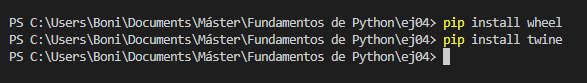 PS C:\Users\Boni\Documents\Máster\Fundamentos de Python\ej04> pip install wheel
PS C:\Users\Boni\Documents\Máster\Fundamentos de Python\ej04> pip install twine
PS C:\Users\Boni\Documents\Máster\Fundamentos de Python\ej04>